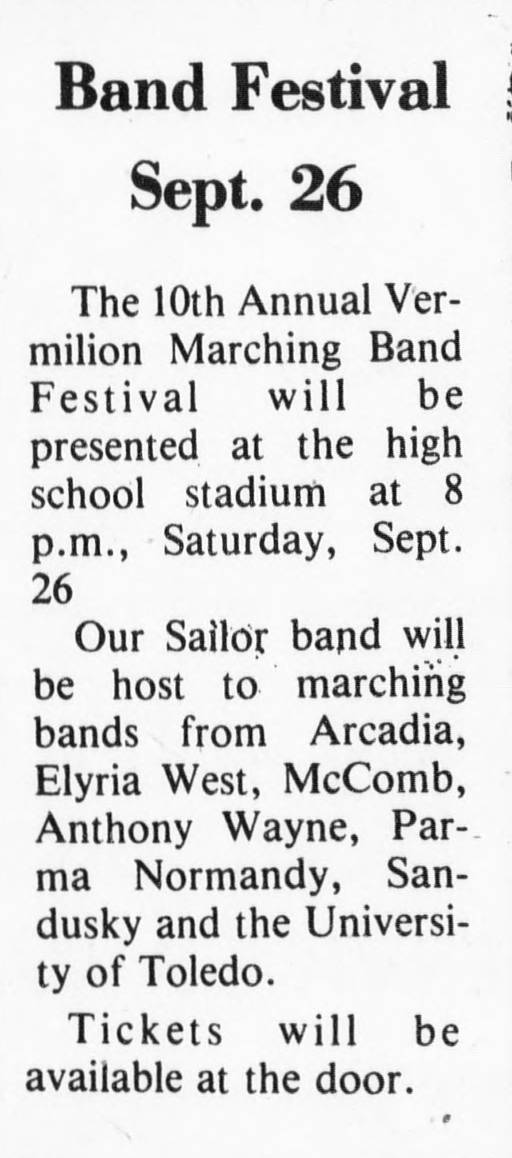 Band Festival
Sept. 26
The 10th Annual Ver-
milion Marching Band
Festival will be
presented at the high
school stadium at 8
p.m., Saturday, Sept.
26
Our Sailor band will
be host to marching
bands from Arcadia,
Elyria West, McComb,
Anthony Wayne, Par-
ma Normandy, San-
dusky and the Universi-
ty of Toledo.
Tickets will be
available at the door.